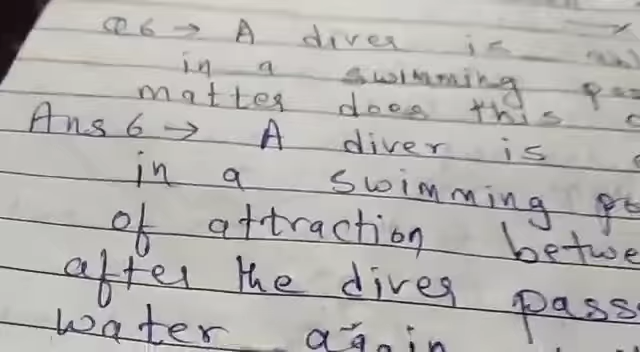 Q6 → A diver is
in a swimming
matter does this
Ans 6 → A diver is
in a swimming
of attraction betwe
after the diver pass
water again